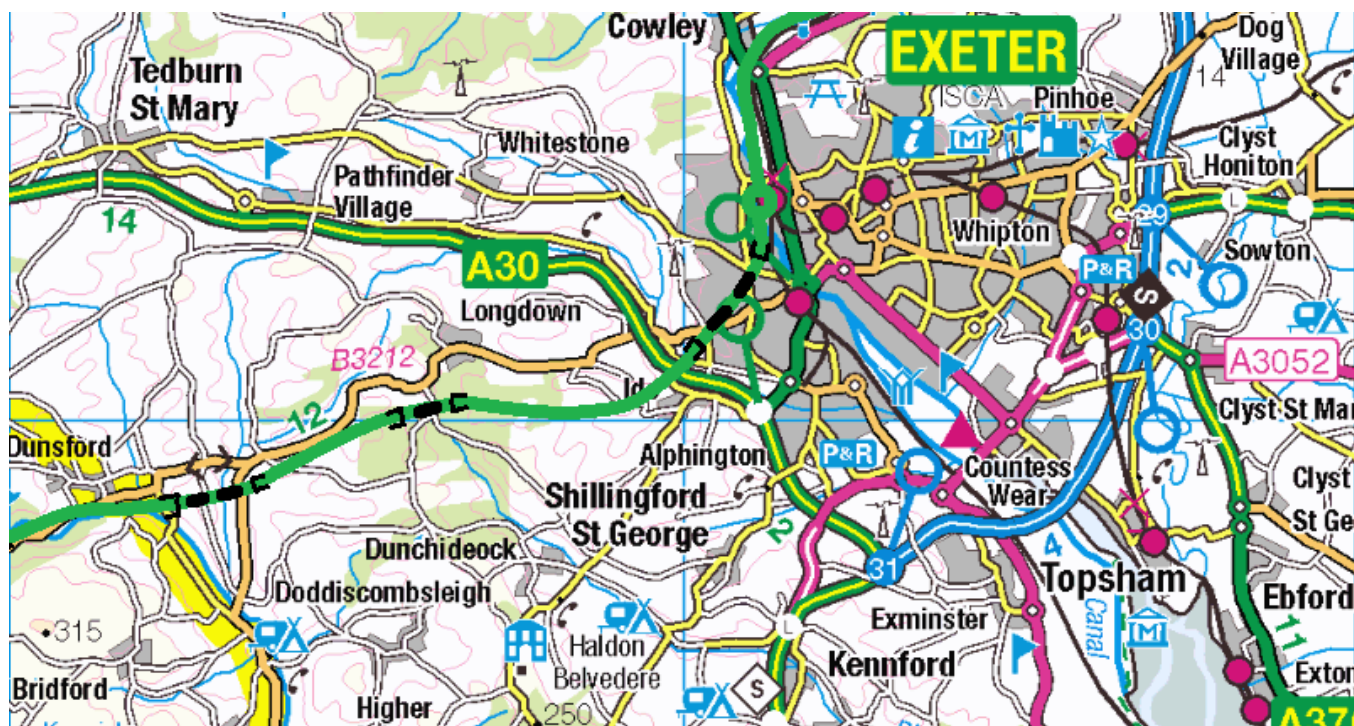 Cowley
EXETER
Dog
Village
14
Tedburn
St Mary
ISCA
Pinhoe
i
M
Clyst
Honiton
Whitestone
Pathfinder
Village
14
29
L
Whipton
Sowton
A30
P&R
2
S
Longdown
30
B3212
A3052
Id
12
Clyst St Mar
Dunsford
Alphington
P&R
Countess
Wear
Clyst
St Ge
Shillingford
St George
2
Dunchideock
4
31
Topsham
Doddiscombsleigh
Ebford
Exminster
Canal
M
11
315
L
Haldon
Belvedere
Kennford
Exton
Bridford
S
Higher
250
A37